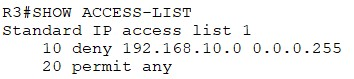 R3#SHOW ACCESS-LIST
Standard IP access list 1
    10 deny 192.168.10.0 0.0.0.255
    20 permit any